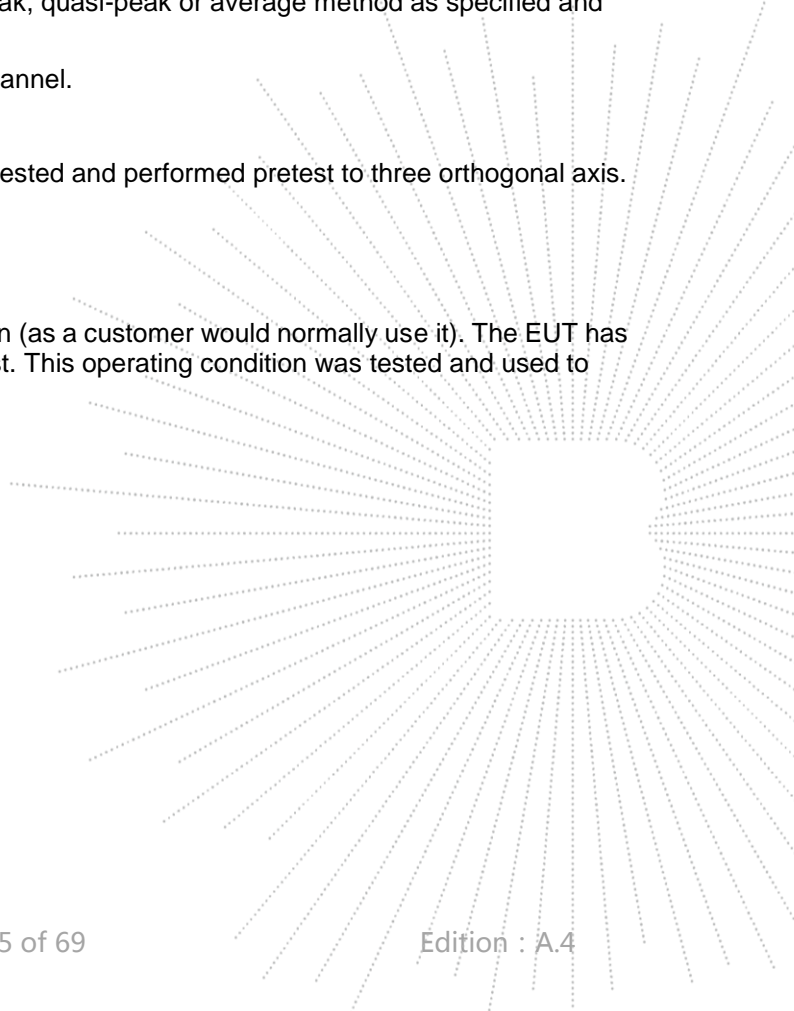 ak, quasi-peak or average method as specified and
annel.
ested and performed pretest to three orthogonal axis.
n (as a customer would normally use it). The EUT has
st. This operating condition was tested and used to
5 of 69 Edition : A.4